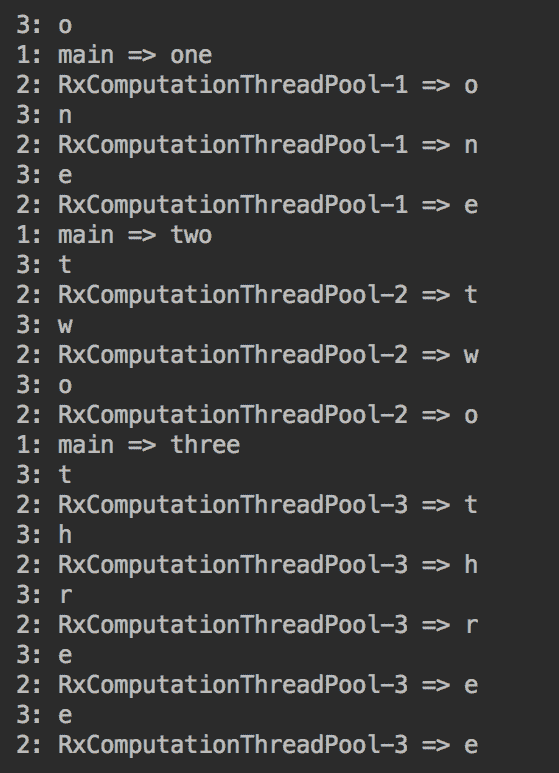 3: o
1: main => one
2: RxComputationThreadPool-1 => o
3: n
2: RxComputationThreadPool-1 => n
3: e
2: RxComputationThreadPool-1 => e
1: main => two
3: t
2: RxComputationThreadPool-2 => t
3: w
2: RxComputationThreadPool-2 => w
3: o
2: RxComputationThreadPool-2 => o
1: main => three
3: t
2: RxComputationThreadPool-3 => t
3: h
2: RxComputationThreadPool-3 => h
3: r
2: RxComputationThreadPool-3 => r
3: e
2: RxComputationThreadPool-3 => e
3: e
2: RxComputationThreadPool-3 => e